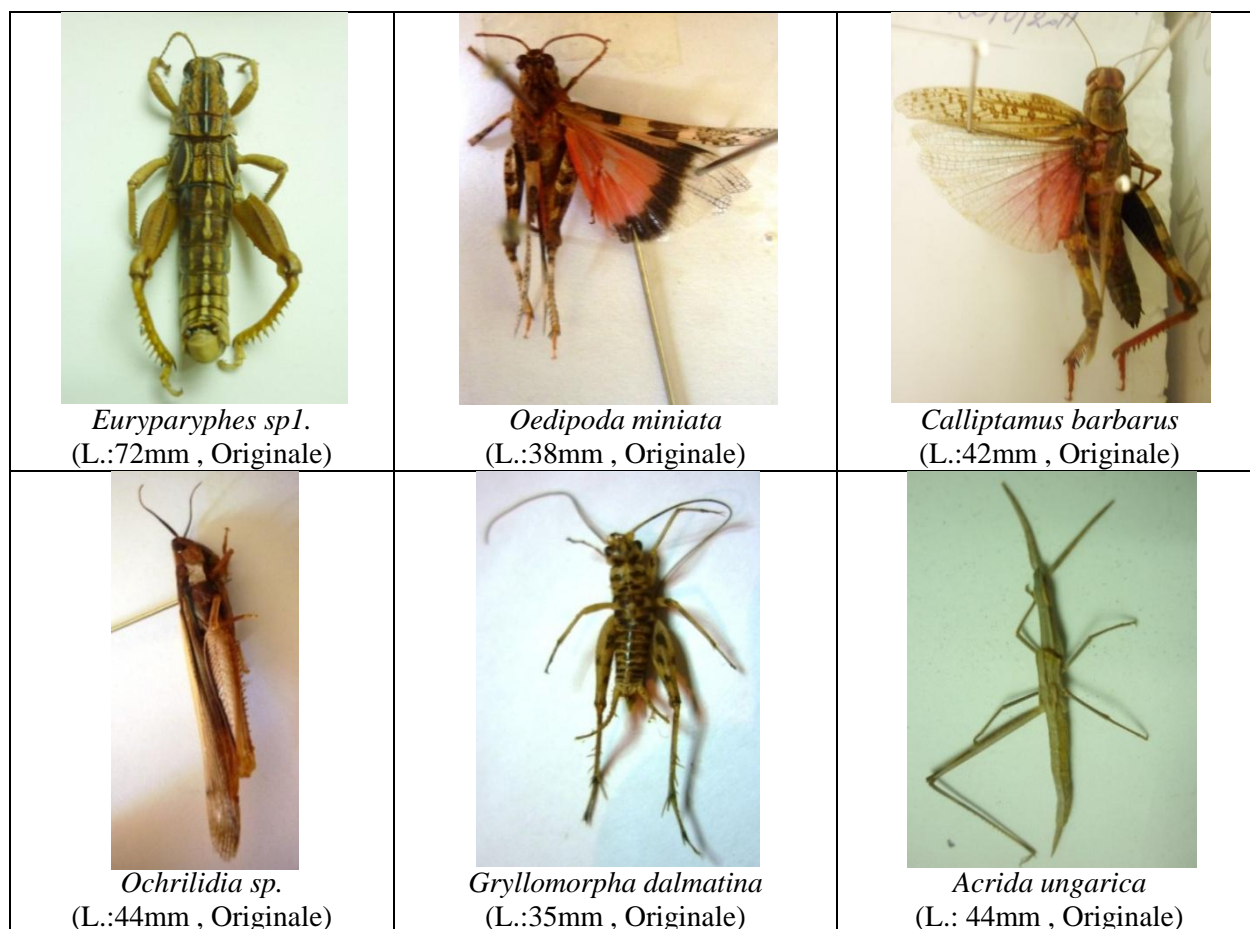 Euryparyphes sp1.
(L.:72mm , Originale)
Oedipoda miniata
(L.:38mm , Originale)
Calliptamus barbarus
(L.:42mm , Originale)
Ochrilidia sp.
(L.:44mm , Originale)
Gryllomorpha dalmatina
(L.:35mm , Originale)
Acrida ungarica
(L.: 44mm , Originale)